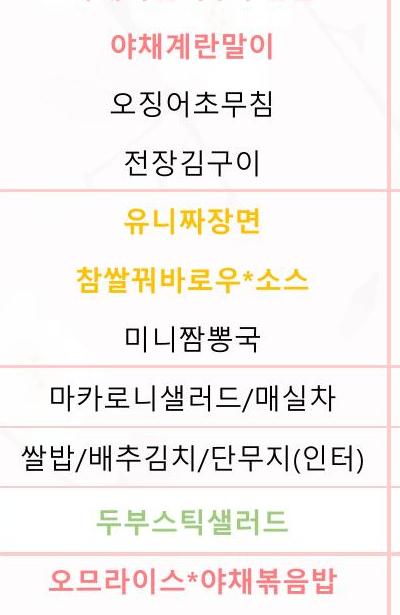 야채계란말이
오징어초무침
전장김구이
유니짜장면
참쌀꿔바로우*소스
미니짬뽕국
마카로니샐러드/매실차
쌀밥/배추김치/단무지(인터)
두부스틱샐러드
오므라이스*야채볶음밥